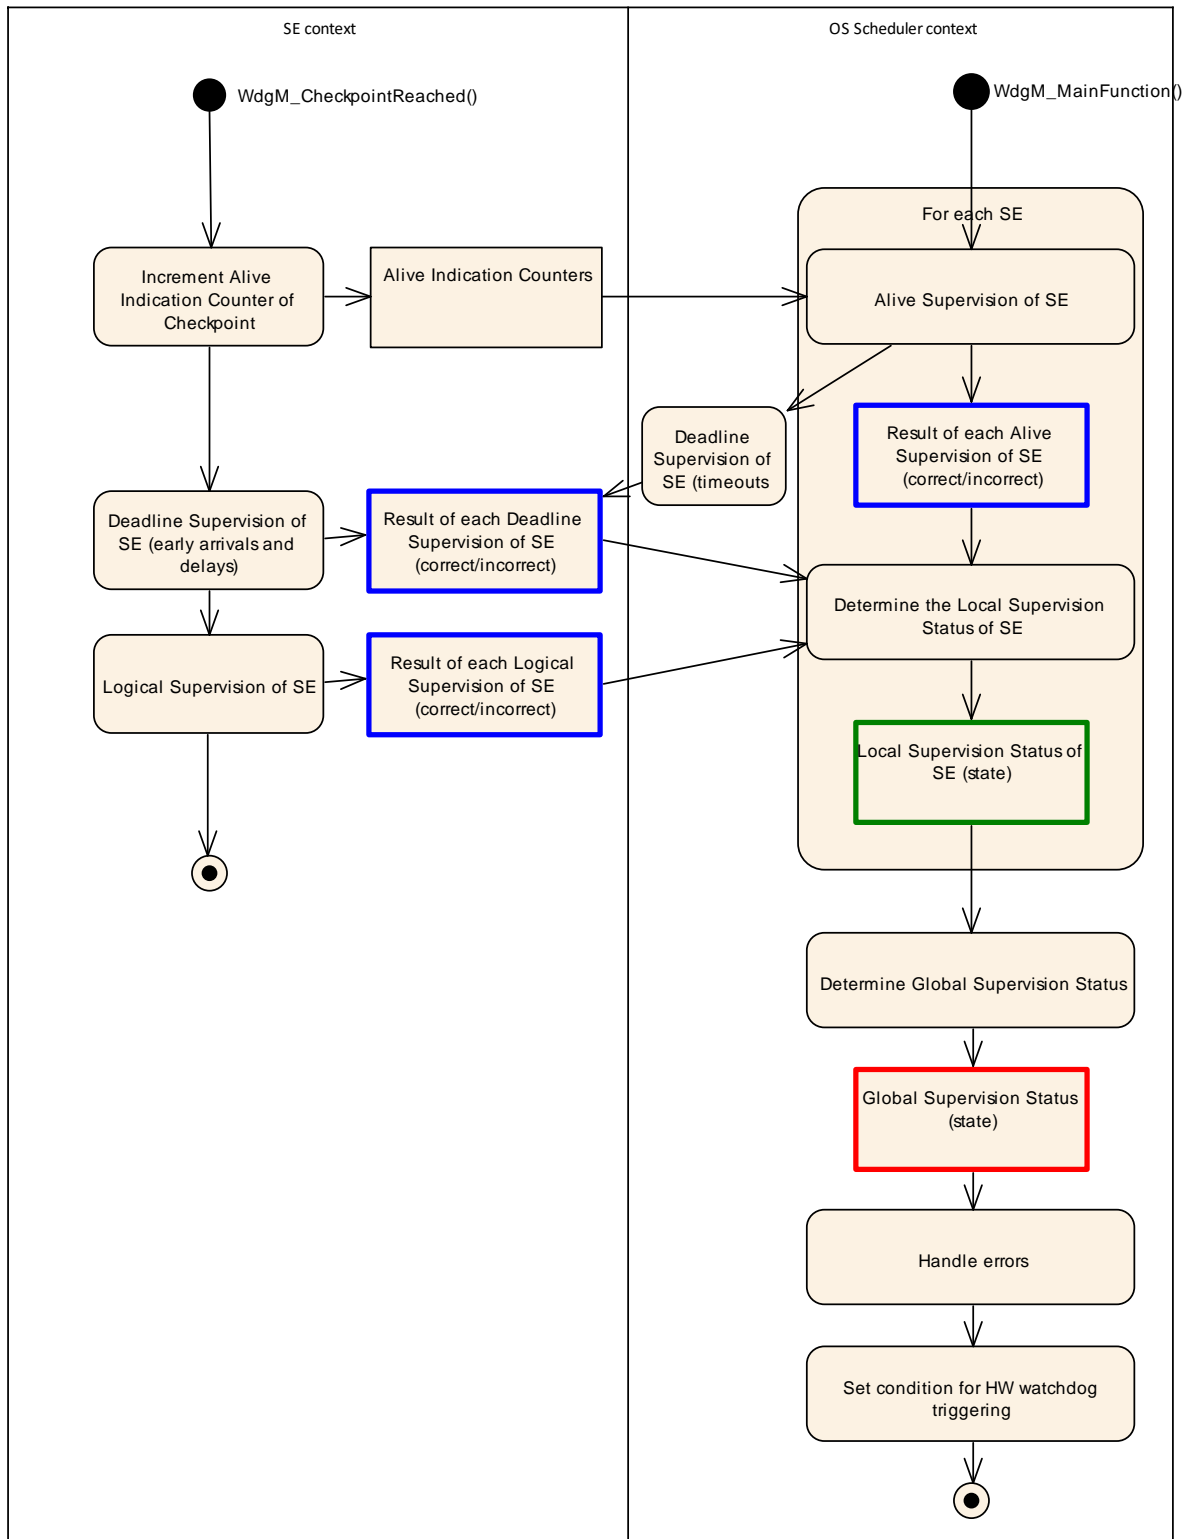 SE context
OS Scheduler context
WdgM_CheckpointReached()
WdgM_MainFunction()
For each SE
Increment Alive
Indication Counter of
Checkpoint
Alive Indication Counters
Alive Supervision of SE
Deadline
Supervision of
SE (timeouts
Result of each Alive
Supervision of SE
(correct/incorrect)
Deadline Supervision of
SE (early arrivals and
delays)
Result of each Deadline
Supervision of SE
(correct/incorrect)
Determine the Local Supervision
Status of SE
Logical Supervision of SE
Result of each Logical
Supervision of SE
(correct/incorrect)
Local Supervision Status of
SE (state)
Determine Global Supervision Status
Global Supervision Status
(state)
Handle errors
Set condition for HW watchdog
triggering